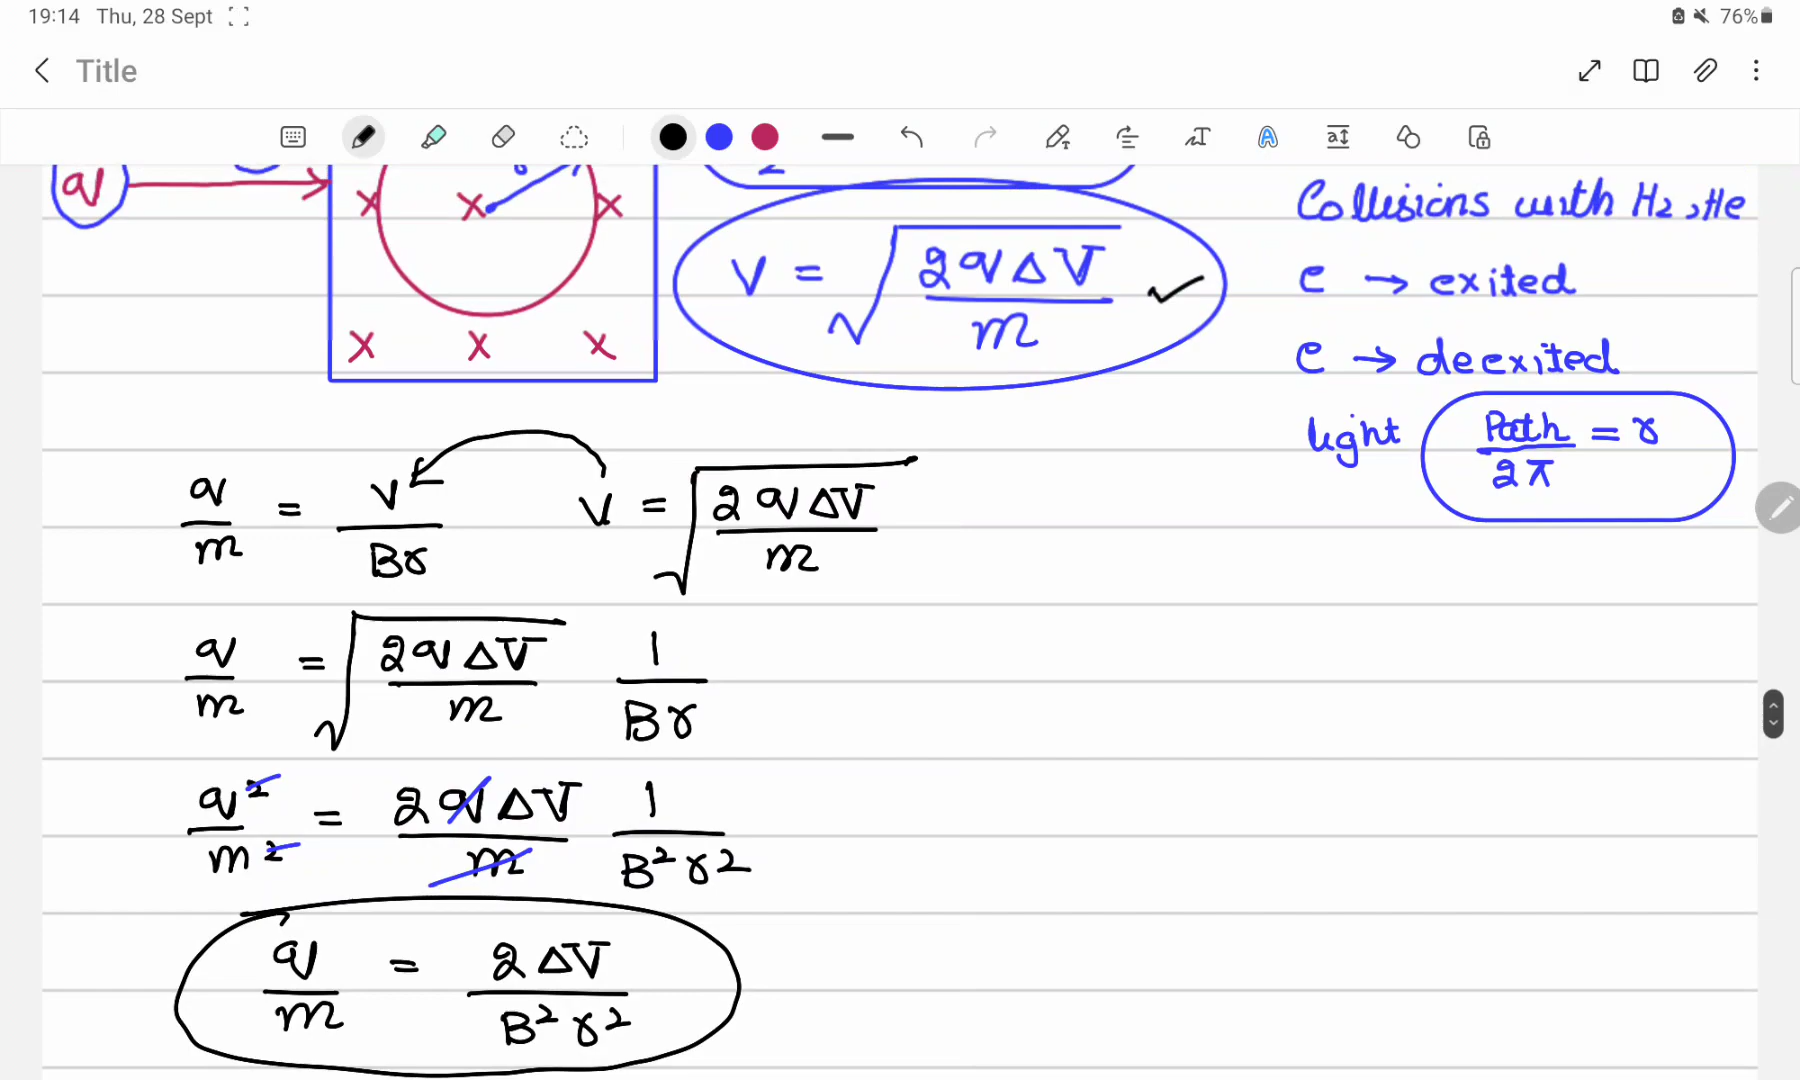 19:14 Thu, 28 Sept
76%
Title
q
x x x
x x x
V = √(2qΔV/m) ✓
Collisions with H2, He
e → exited
e → deexited
light Path/2π = r
q/m = v/Br v = √(2qΔV/m)
q/m = √(2qΔV/m) 1/Br
q²/m² = 2qΔV/m 1/B²r²
q/m = 2ΔV/B²r²